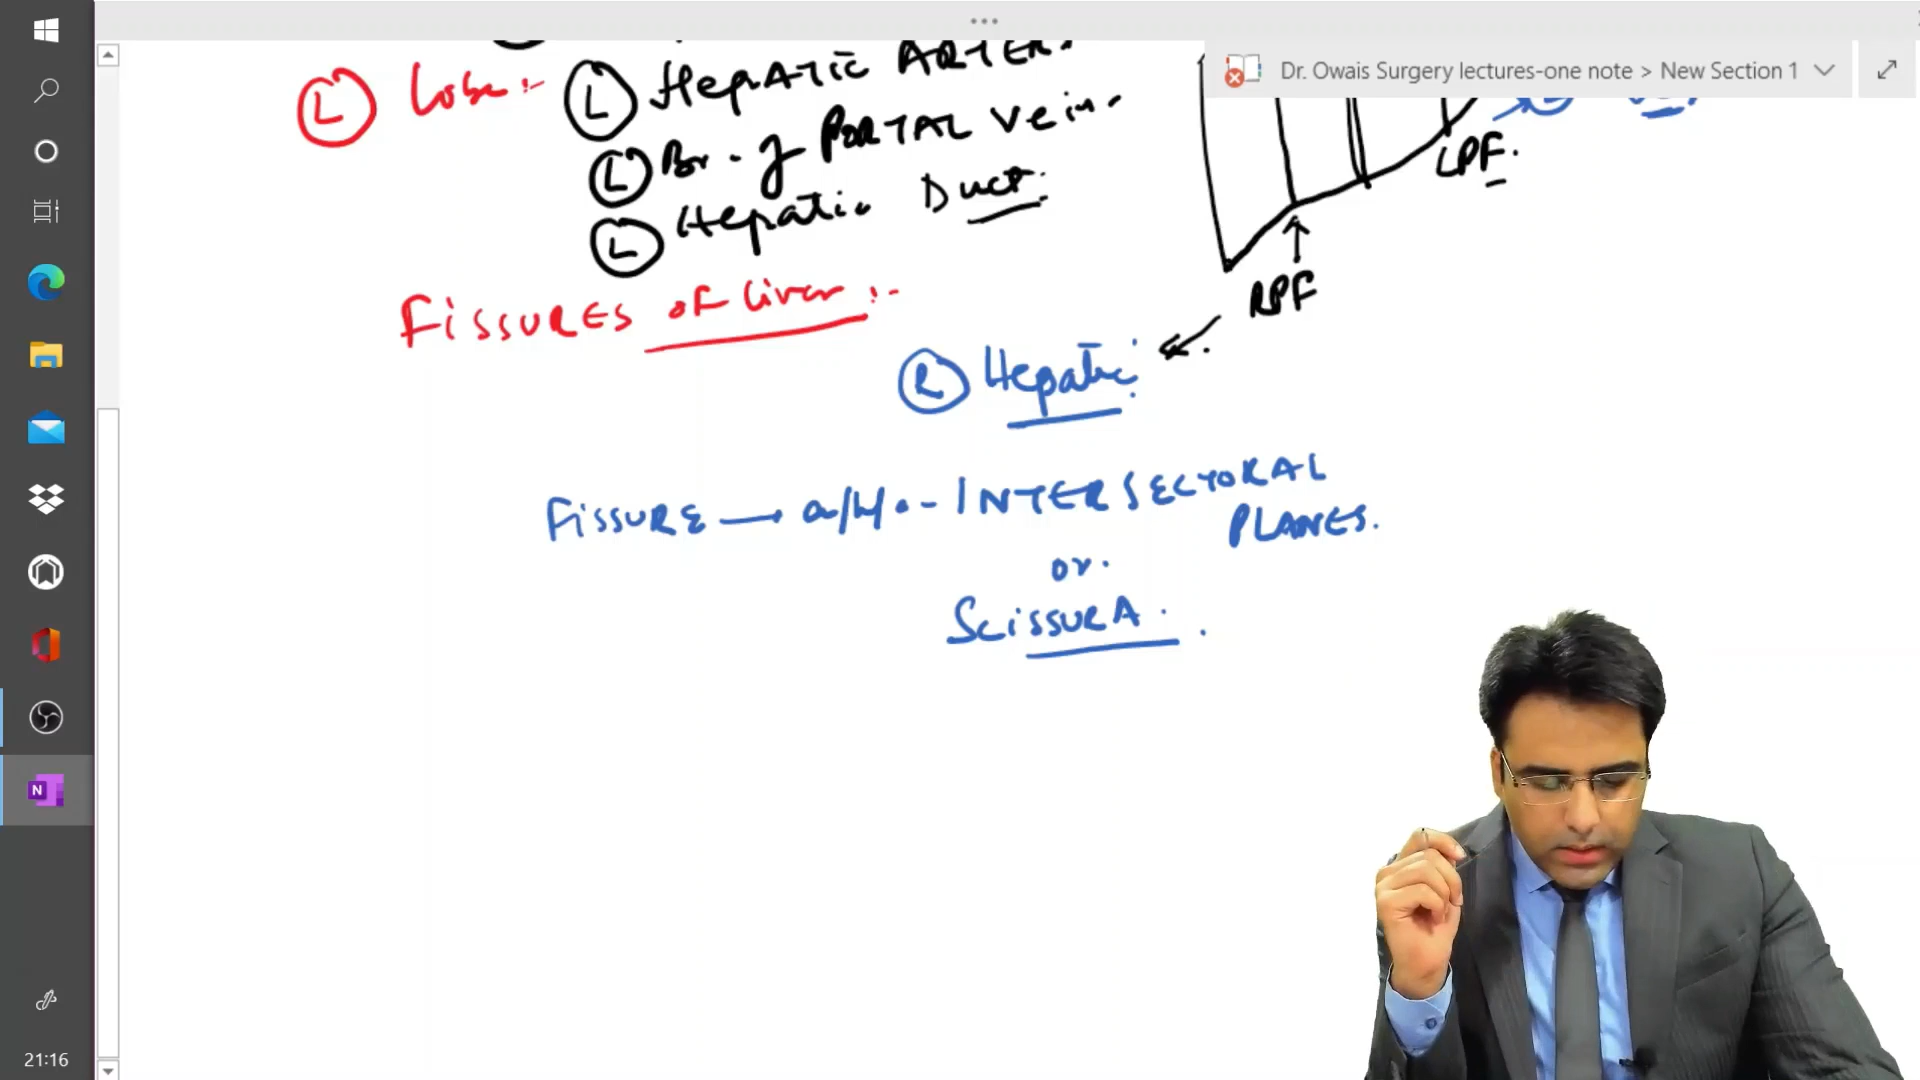 Dr. Owais Surgery lectures-one note > New Section 1
L Lobe:-
L Hepatic ARTERY
L Br. of PORTAL Vein.
L Hepatic Duct.
LPF.
RPF
FISSURES of Liver :-
R Hepatic
FISSURE → a/k/a - INTERSECTORAL
PLANES.
or.
SCISSURA.
N
21:16